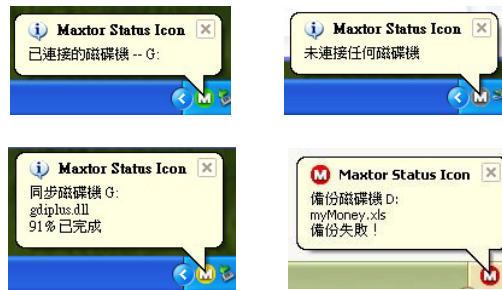 Maxtor Status Icon
已連接的磁碟機 -- G:
Maxtor Status Icon
未連接任何磁碟機
Maxtor Status Icon
同步磁碟機 G:
gdiplus.dll
91% 已完成
Maxtor Status Icon
備份磁碟機 D:
myMoney.xls
備份失敗！